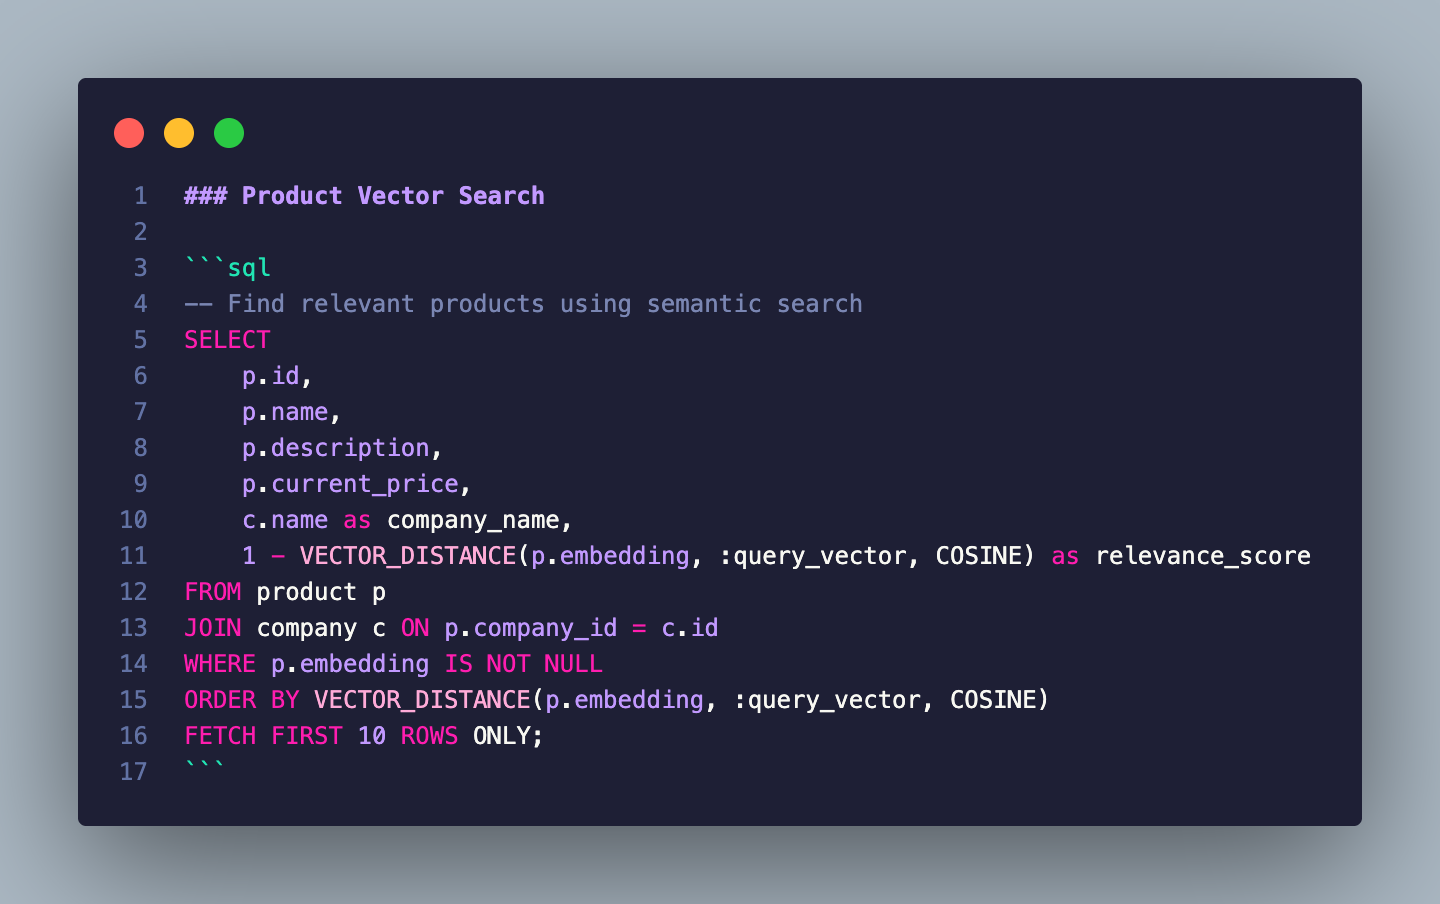 1 ### Product Vector Search
2
3 ```sql
4 -- Find relevant products using semantic search
5 SELECT
6     p.id,
7     p.name,
8     p.description,
9     p.current_price,
10     c.name as company_name,
11     1 - VECTOR_DISTANCE(p.embedding, :query_vector, COSINE) as relevance_score
12 FROM product p
13 JOIN company c ON p.company_id = c.id
14 WHERE p.embedding IS NOT NULL
15 ORDER BY VECTOR_DISTANCE(p.embedding, :query_vector, COSINE)
16 FETCH FIRST 10 ROWS ONLY;
17 ```